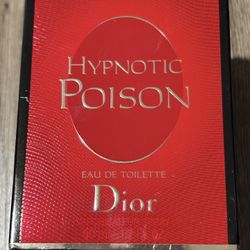 HYPNOTIC
POISON
EAU DE TOILETTE
Dior